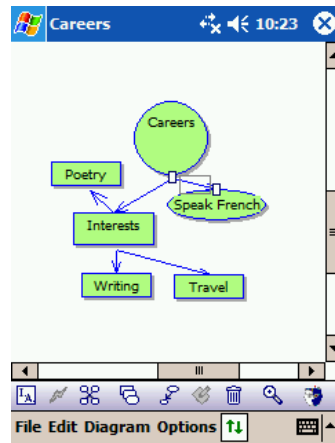 Careers 10:23
Careers
Poetry
Speak French
Interests
Writing Travel
File Edit Diagram Options